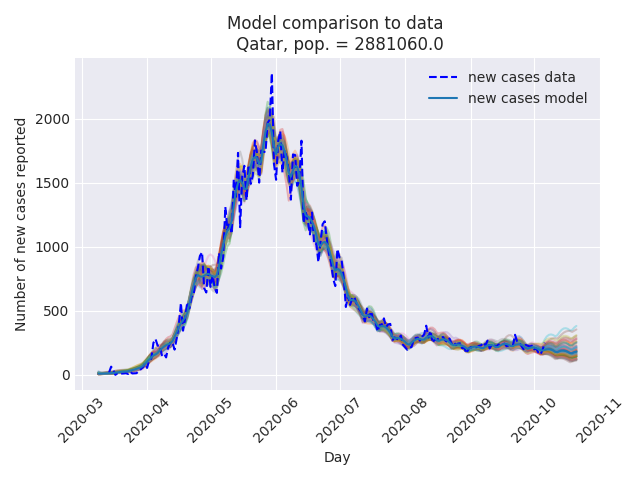 Model comparison to data
Qatar, pop. = 2881060.0
new cases data
new cases model
Number of new cases reported
2000
1500
1000
500
0
2020-03
2020-04
2020-05
2020-06
2020-07
2020-08
2020-09
2020-10
2020-11
Day